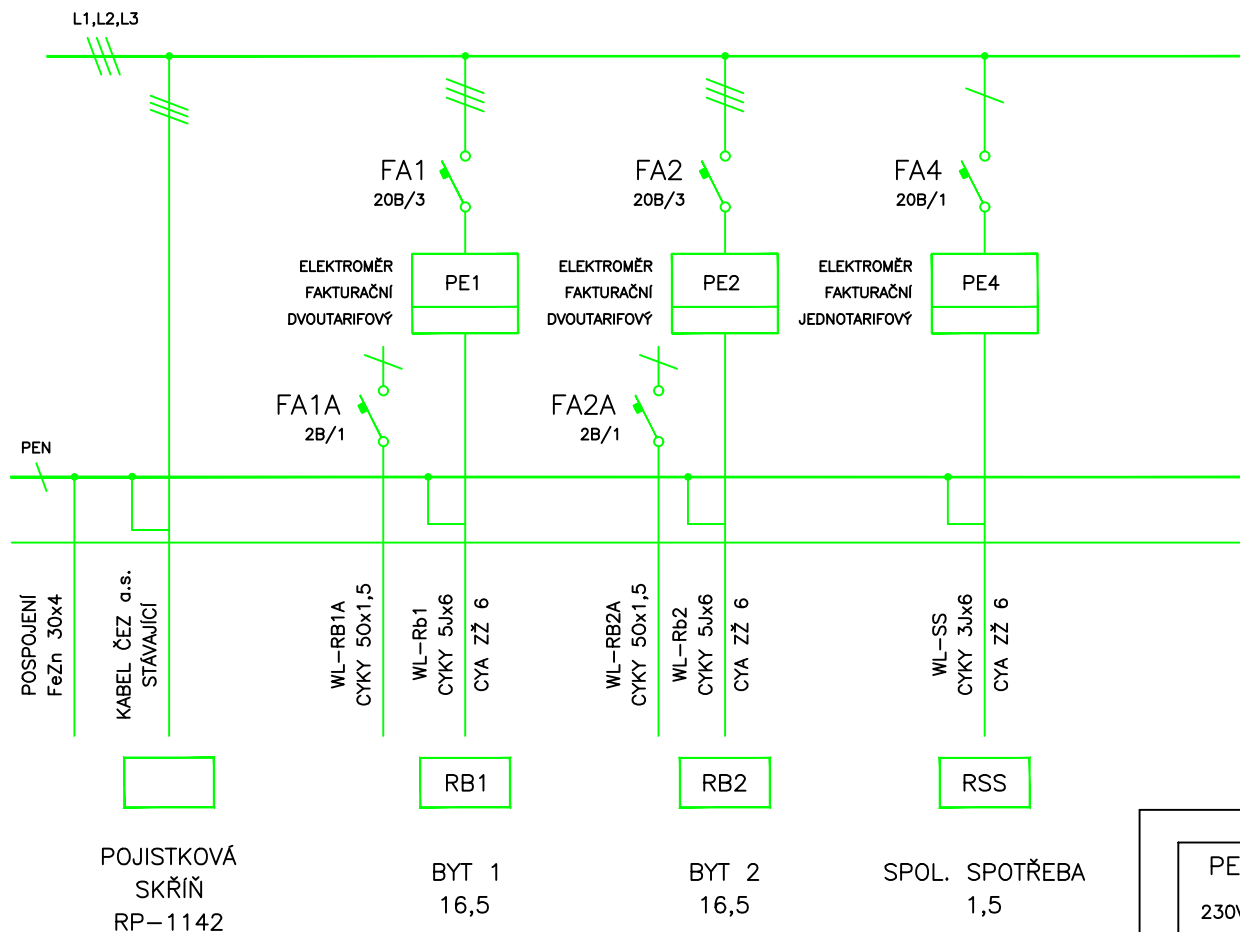 L1,L2,L3
FA1
20B/3
FA2
20B/3
FA4
20B/1
ELEKTROMĚR
FAKTURAČNÍ
DVOUTARIFOVÝ
PE1
ELEKTROMĚR
FAKTURAČNÍ
DVOUTARIFOVÝ
PE2
ELEKTROMĚR
FAKTURAČNÍ
JEDNOTARIFOVÝ
PE4
FA1A
2B/1
FA2A
2B/1
PEN
POSPOJENÍ
FeZn 30x4
KABEL ČEZ a.s.
STÁVAJÍCÍ
WL-RB1A
CYKY 5Ox1,5
WL-Rb1
CYKY 5Jx6
CYA ZŽ 6
WL-RB2A
CYKY 5Ox1,5
WL-Rb2
CYKY 5Jx6
CYA ZŽ 6
WL-SS
CYKY 3Jx6
CYA ZŽ 6
RB1
RB2
RSS
POJISTKOVÁ
SKŘÍŇ
RP-1142
BYT 1
16,5
BYT 2
16,5
SPOL. SPOTŘEBA
1,5